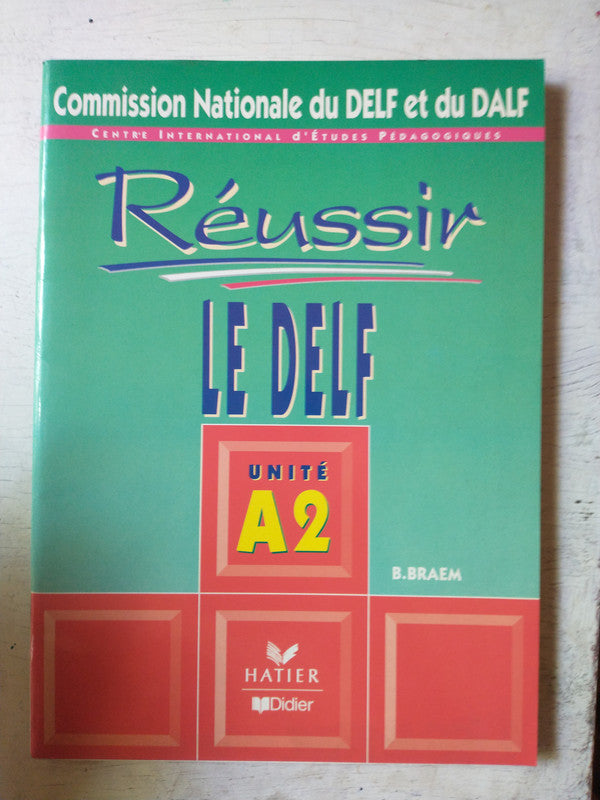 Commission Nationale du DELF et du DALF
CENTRE INTERNATIONAL D'ÉTUDES PÉDAGOGIQUES
Réussir
LE DELF
UNITÉ
A2
B.BRAEM
HATIER
Didier